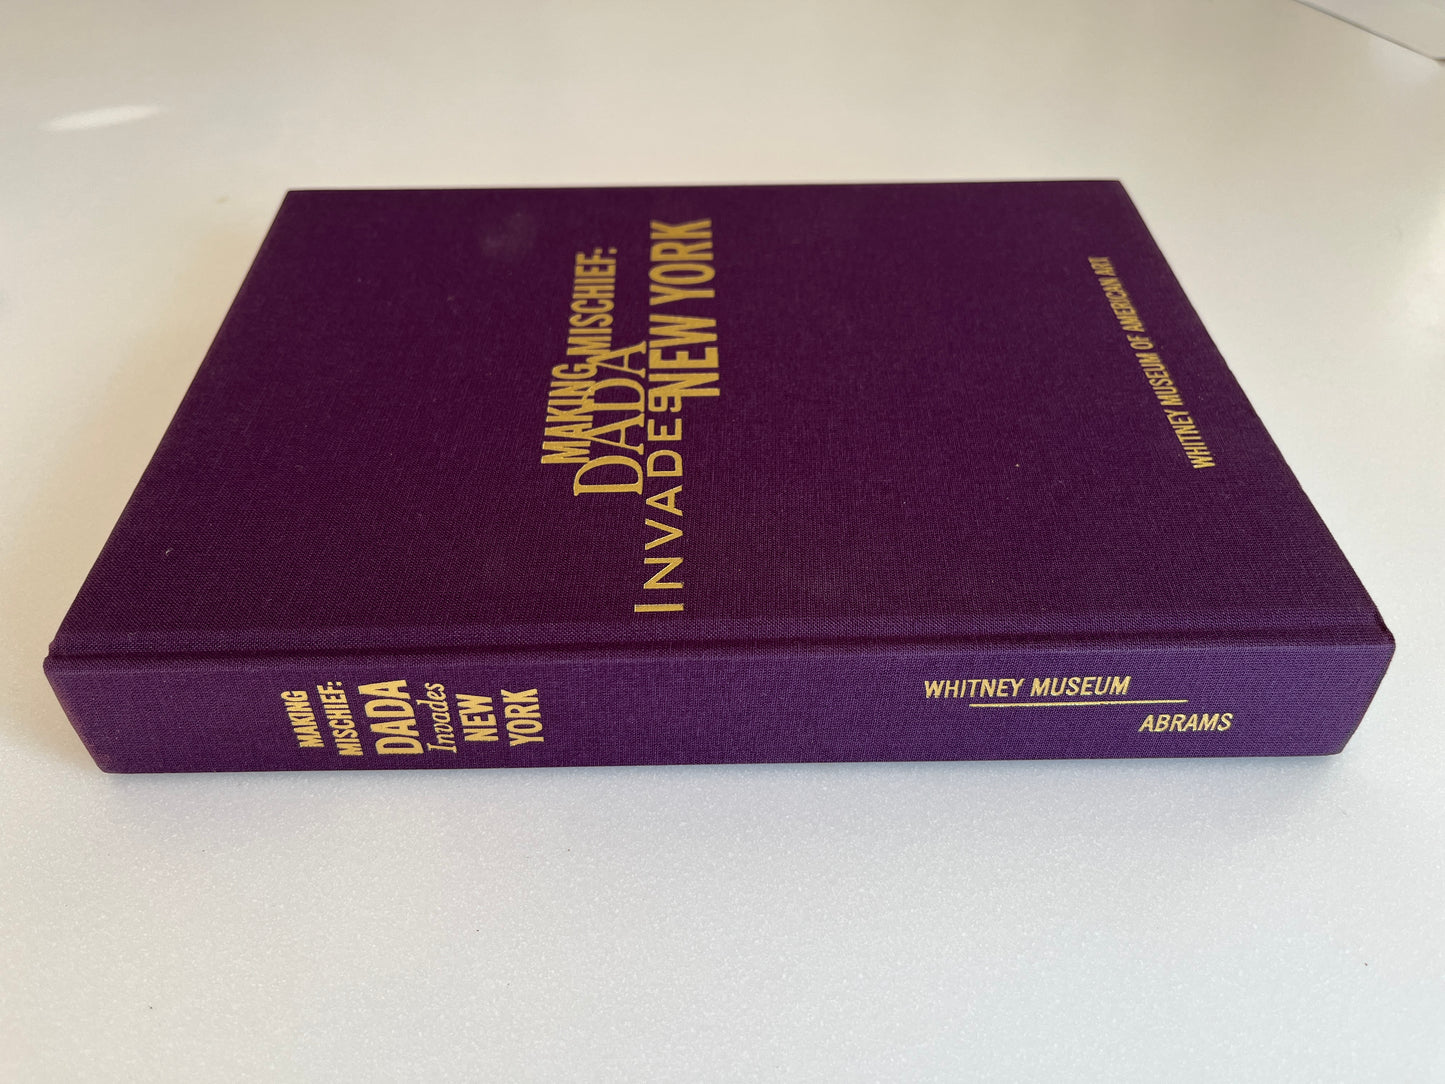 MAKING MISCHIEF:
DADA
INVADES
NEW YORK
WHITNEY MUSEUM OF AMERICAN ART
MAKING
MISCHIEF:
DADA
Invades
NEW
YORK
WHITNEY MUSEUM
ABRAMS